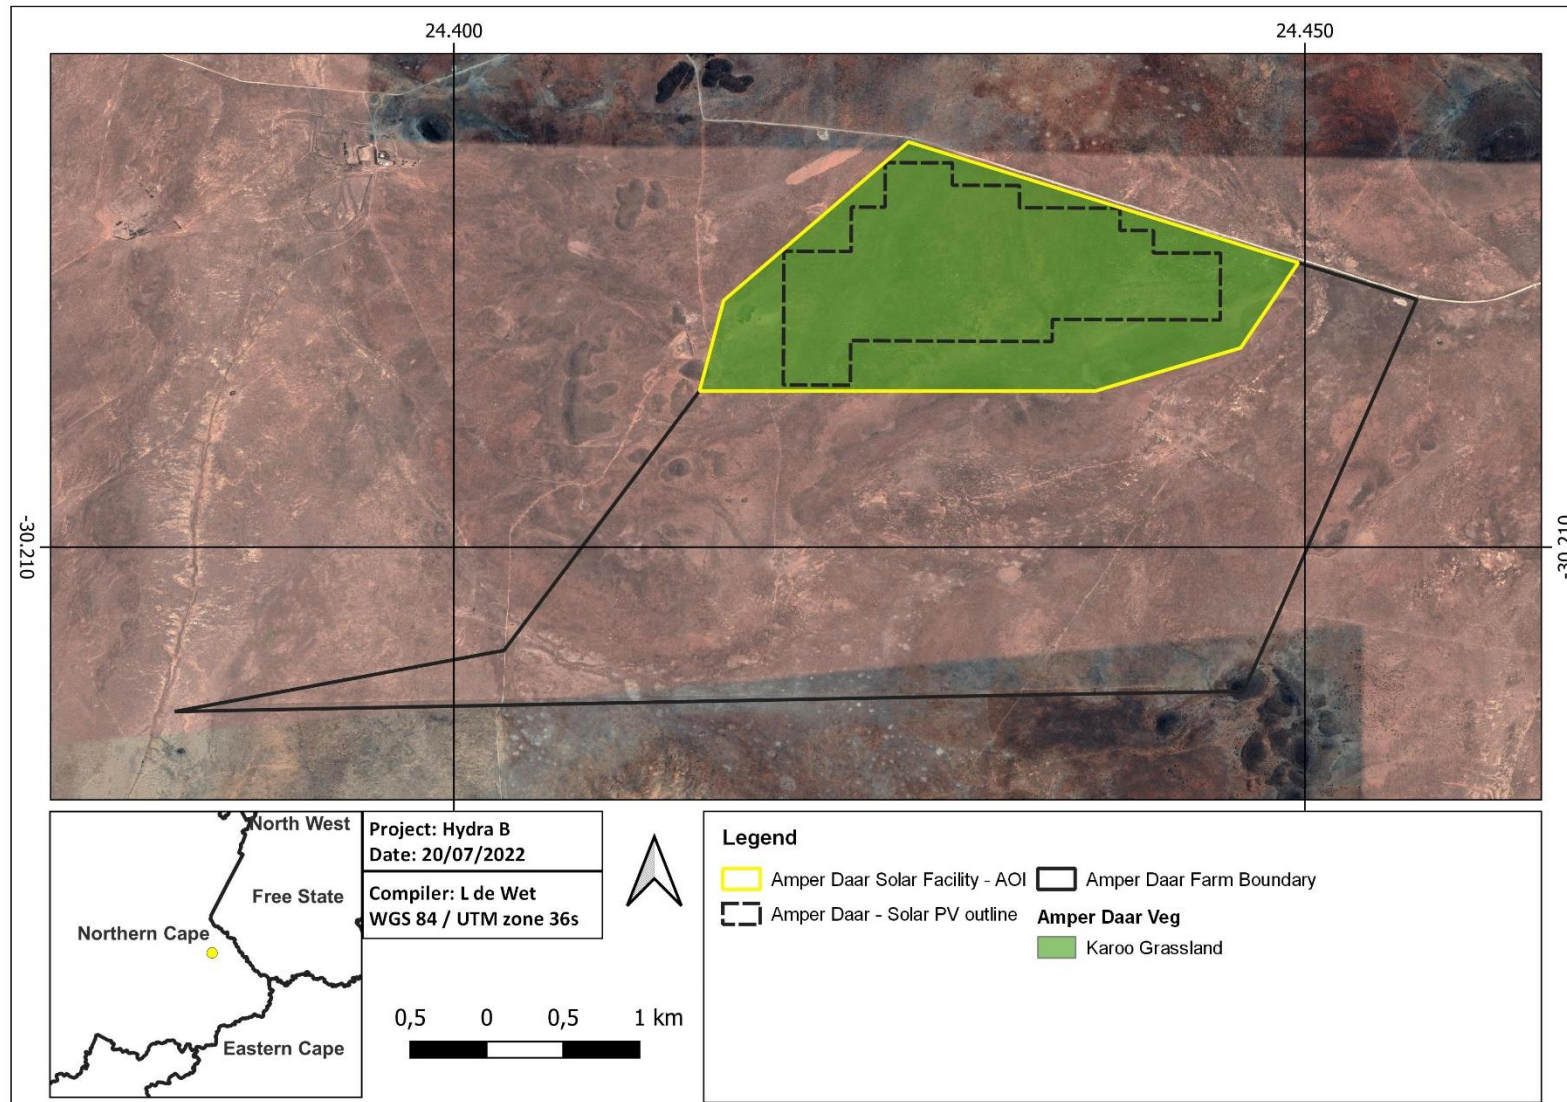 24.400
24.450
-30.210
-30.210
North West
Free State
Northern Cape
Eastern Cape
Project: Hydra B
Date: 20/07/2022
Compiler: L de Wet
WGS 84 / UTM zone 36s
0,5 0 0,5 1 km
Legend
Amper Daar Solar Facility - AOI
Amper Daar - Solar PV outline
Amper Daar Farm Boundary
Amper Daar Veg
Karoo Grassland